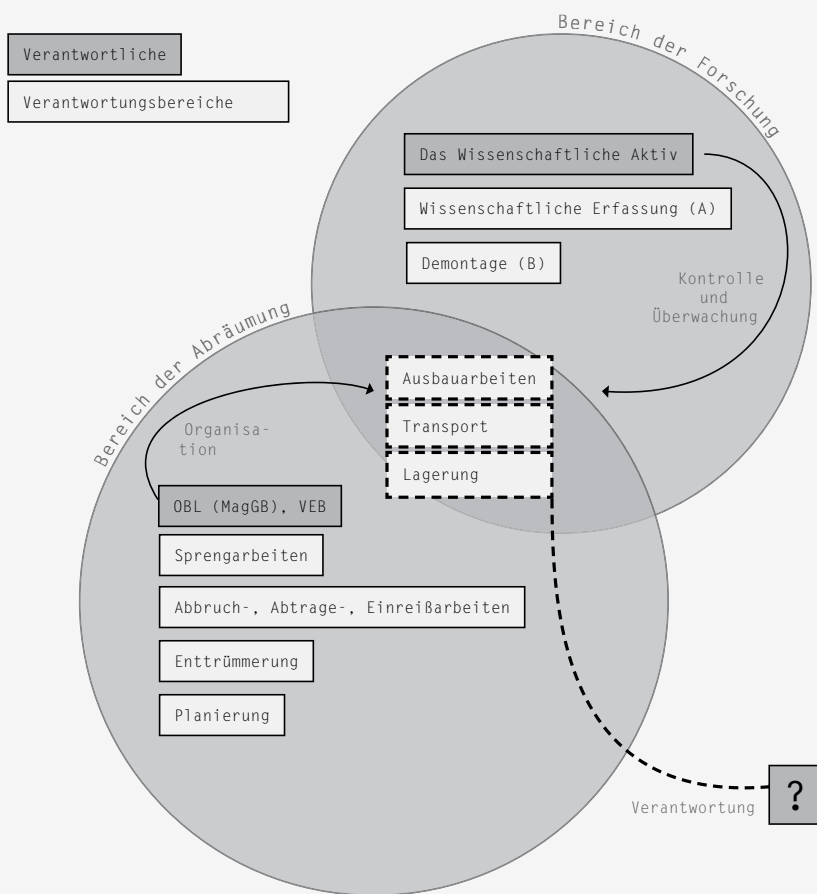 Verantwortliche
Verantwortungsbereiche
Bereich der Forschung
Das Wissenschaftliche Aktiv
Wissenschaftliche Erfassung (A)
Demontage (B)
Kontrolle
und
Überwachung
Bereich der Abräumung
Ausbauarbeiten
Transport
Lagerung
Organisa-
tion
OBL (MagGB), VEB
Sprengarbeiten
Abbruch-, Abtrage-, Einreißarbeiten
Enttrümmerung
Planierung
Verantwortung
?